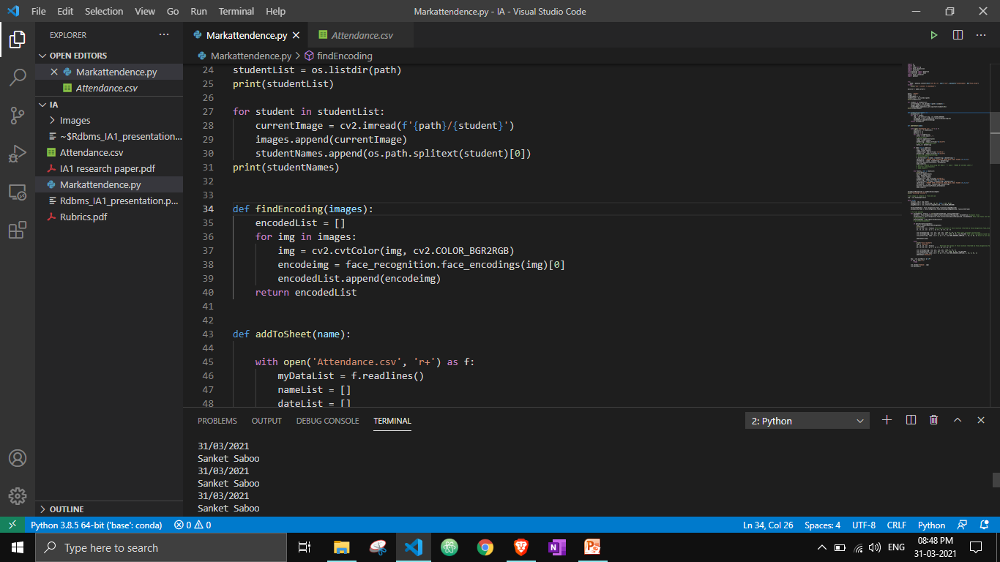 File Edit Selection View Go Run Terminal Help Markattendence.py - IA - Visual Studio Code
EXPLORER
OPEN EDITORS
Markattendence.py
Attendance.csv
IA
Images
~$Rdbms_IA1_presentation...
Attendance.csv
IA1 research paper.pdf
Markattendence.py
Rdbms_IA1_presentation.p...
Rubrics.pdf
OUTLINE
Markattendence.py Attendance.csv
Markattendence.py > findEncoding
24 studentList = os.listdir(path)
25 print(studentList)
26
27 for student in studentList:
28     currentImage = cv2.imread(f'{path}/{student}')
29     images.append(currentImage)
30     studentNames.append(os.path.splitext(student)[0])
31 print(studentNames)
32
33
34 def findEncoding(images):
35     encodedList = []
36     for img in images:
37         img = cv2.cvtColor(img, cv2.COLOR_BGR2RGB)
38         encodeimg = face_recognition.face_encodings(img)[0]
39         encodedList.append(encodeimg)
40     return encodedList
41
42
43 def addToSheet(name):
44
45     with open('Attendance.csv', 'r+') as f:
46         myDataList = f.readlines()
47         nameList = []
48         dateList = []
PROBLEMS OUTPUT DEBUG CONSOLE TERMINAL 2: Python
31/03/2021
Sanket Saboo
31/03/2021
Sanket Saboo
31/03/2021
Sanket Saboo
Python 3.8.5 64-bit ('base': conda) 0 0 Ln 34, Col 26 Spaces: 4 UTF-8 CRLF Python
Type here to search ENG 08:48 PM
31-03-2021